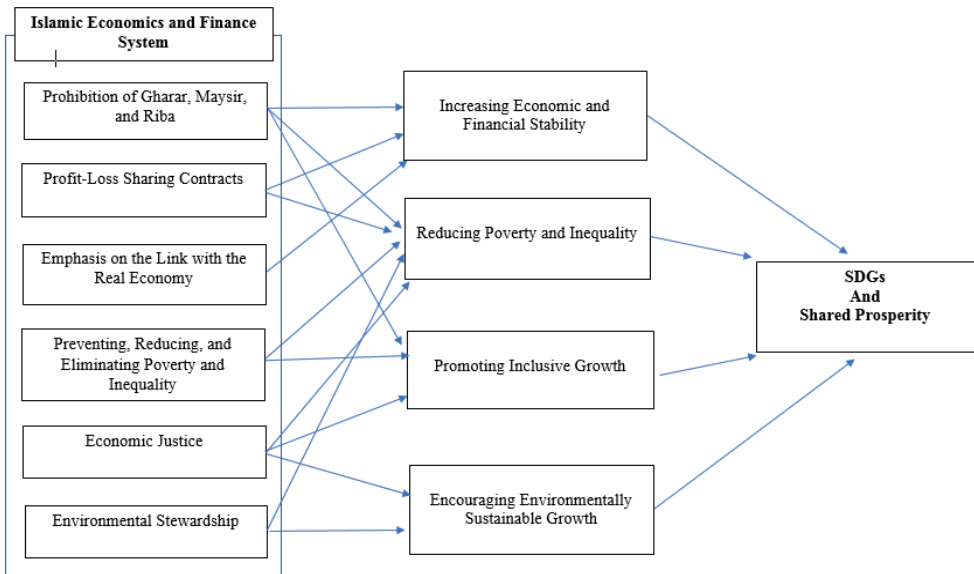 Islamic Economics and Finance
System
Prohibition of Gharar, Maysir,
and Riba
Profit-Loss Sharing Contracts
Emphasis on the Link with the
Real Economy
Preventing, Reducing, and
Eliminating Poverty and
Inequality
Economic Justice
Environmental Stewardship
Increasing Economic and
Financial Stability
Reducing Poverty and Inequality
Promoting Inclusive Growth
Encouraging Environmentally
Sustainable Growth
SDGs
And
Shared Prosperity